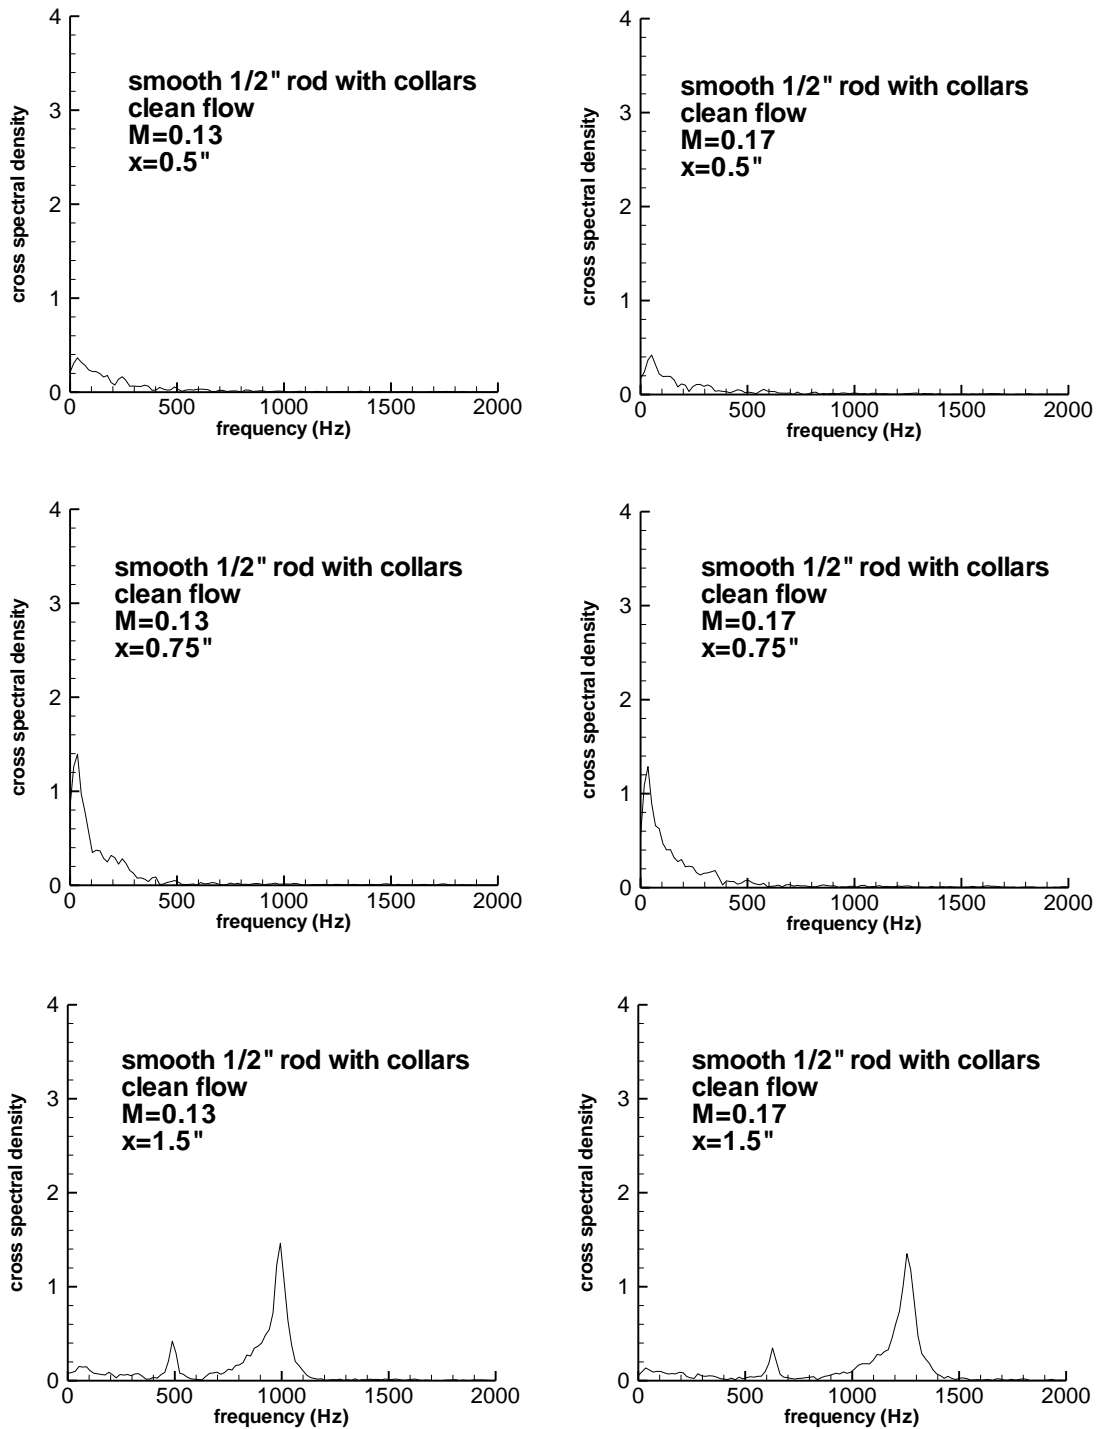 4
3
2
1
0
cross spectral density
smooth 1/2" rod with collars
clean flow
M=0.13
x=0.5"
0 500 1000 1500 2000
frequency (Hz)
4
3
2
1
0
cross spectral density
smooth 1/2" rod with collars
clean flow
M=0.17
x=0.5"
0 500 1000 1500 2000
frequency (Hz)
4
3
2
1
0
cross spectral density
smooth 1/2" rod with collars
clean flow
M=0.13
x=0.75"
0 500 1000 1500 2000
frequency (Hz)
4
3
2
1
0
cross spectral density
smooth 1/2" rod with collars
clean flow
M=0.17
x=0.75"
0 500 1000 1500 2000
frequency (Hz)
4
3
2
1
0
cross spectral density
smooth 1/2" rod with collars
clean flow
M=0.13
x=1.5"
0 500 1000 1500 2000
frequency (Hz)
4
3
2
1
0
cross spectral density
smooth 1/2" rod with collars
clean flow
M=0.17
x=1.5"
0 500 1000 1500 2000
frequency (Hz)